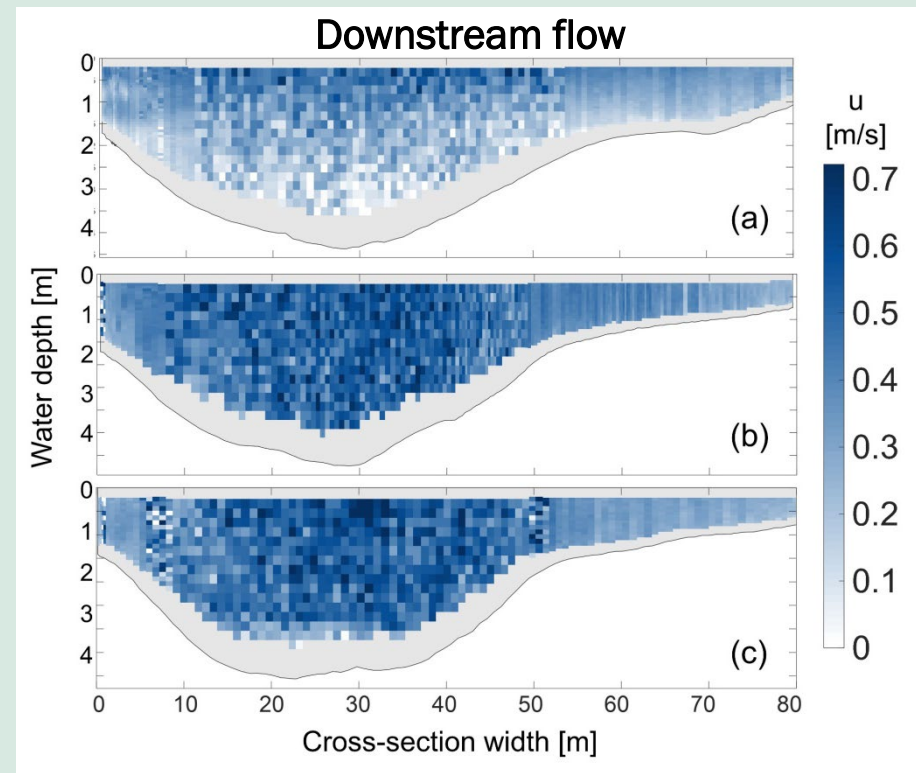 Downstream flow
0
1
2
3
4
(a)
0
1
2
3
4
(b)
0
1
2
3
4
(c)
Water depth [m]
0 10 20 30 40 50 60 70 80
Cross-section width [m]
u
[m/s]
0.7
0.6
0.5
0.4
0.3
0.2
0.1
0